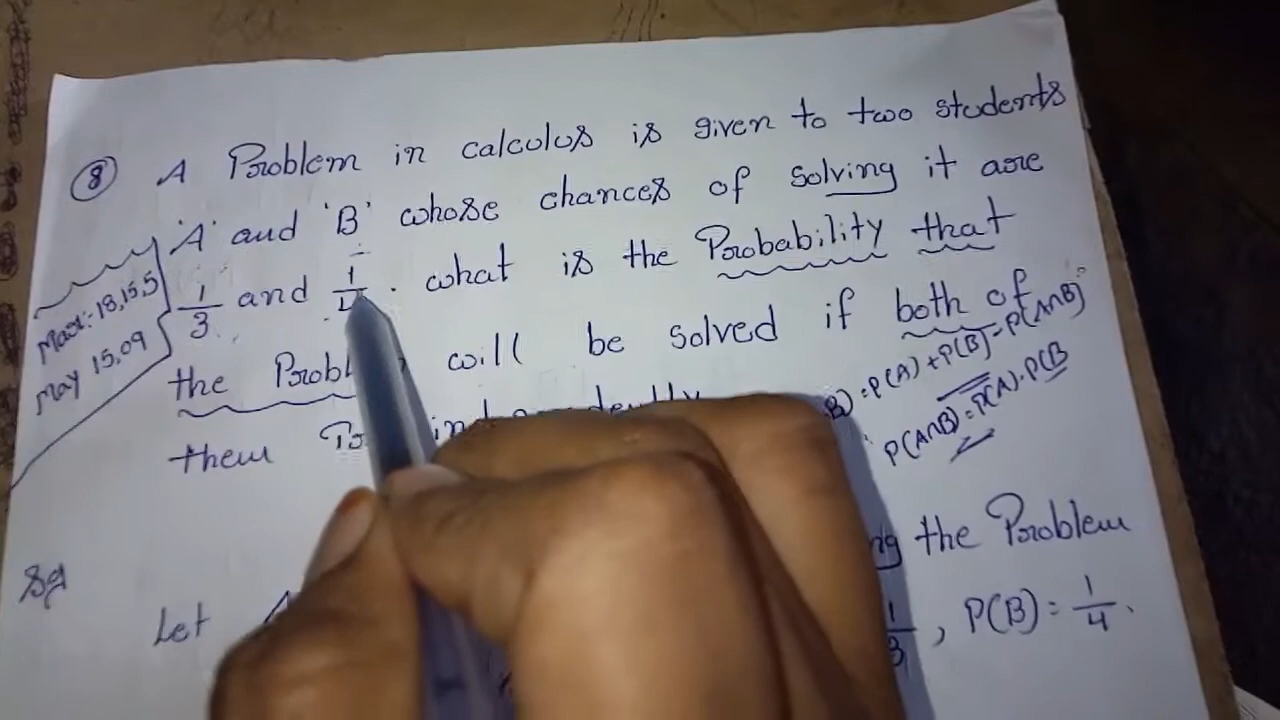 ⑧ A Problem in calculus is given to two students
'A' and 'B' whose chances of solving it are
1/3 and 1/4. what is the Probability that
the will be solved if both of
them
Mar:- 18,15,5
May 15,09
B)=P(A)+P(B)-P(A∩B)
P(A∩B)=P(A).P(B
Let the Problem
1/3, P(B)=1/4.